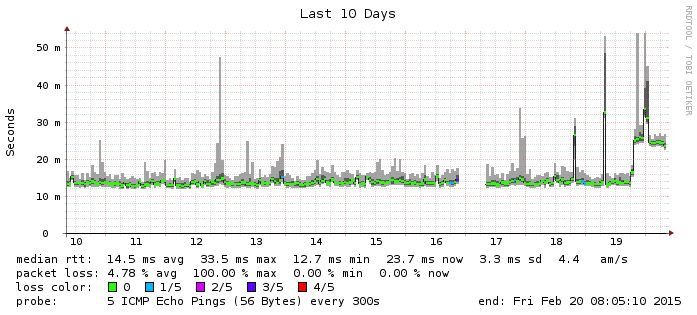 Last 10 Days
RRDTOOL / TOBI OETIKER
Seconds
50 m
40 m
30 m
20 m
10 m
0
10 11 12 13 14 15 16 17 18 19
median rtt: 14.5 ms avg 33.5 ms max 12.7 ms min 23.7 ms now 3.3 ms sd 4.4 am/s
packet loss: 4.78 % avg 100.00 % max 0.00 % min 0.00 % now
loss color: 0 1/5 2/5 3/5 4/5
probe: 5 ICMP Echo Pings (56 Bytes) every 300s end: Fri Feb 20 08:05:10 2015